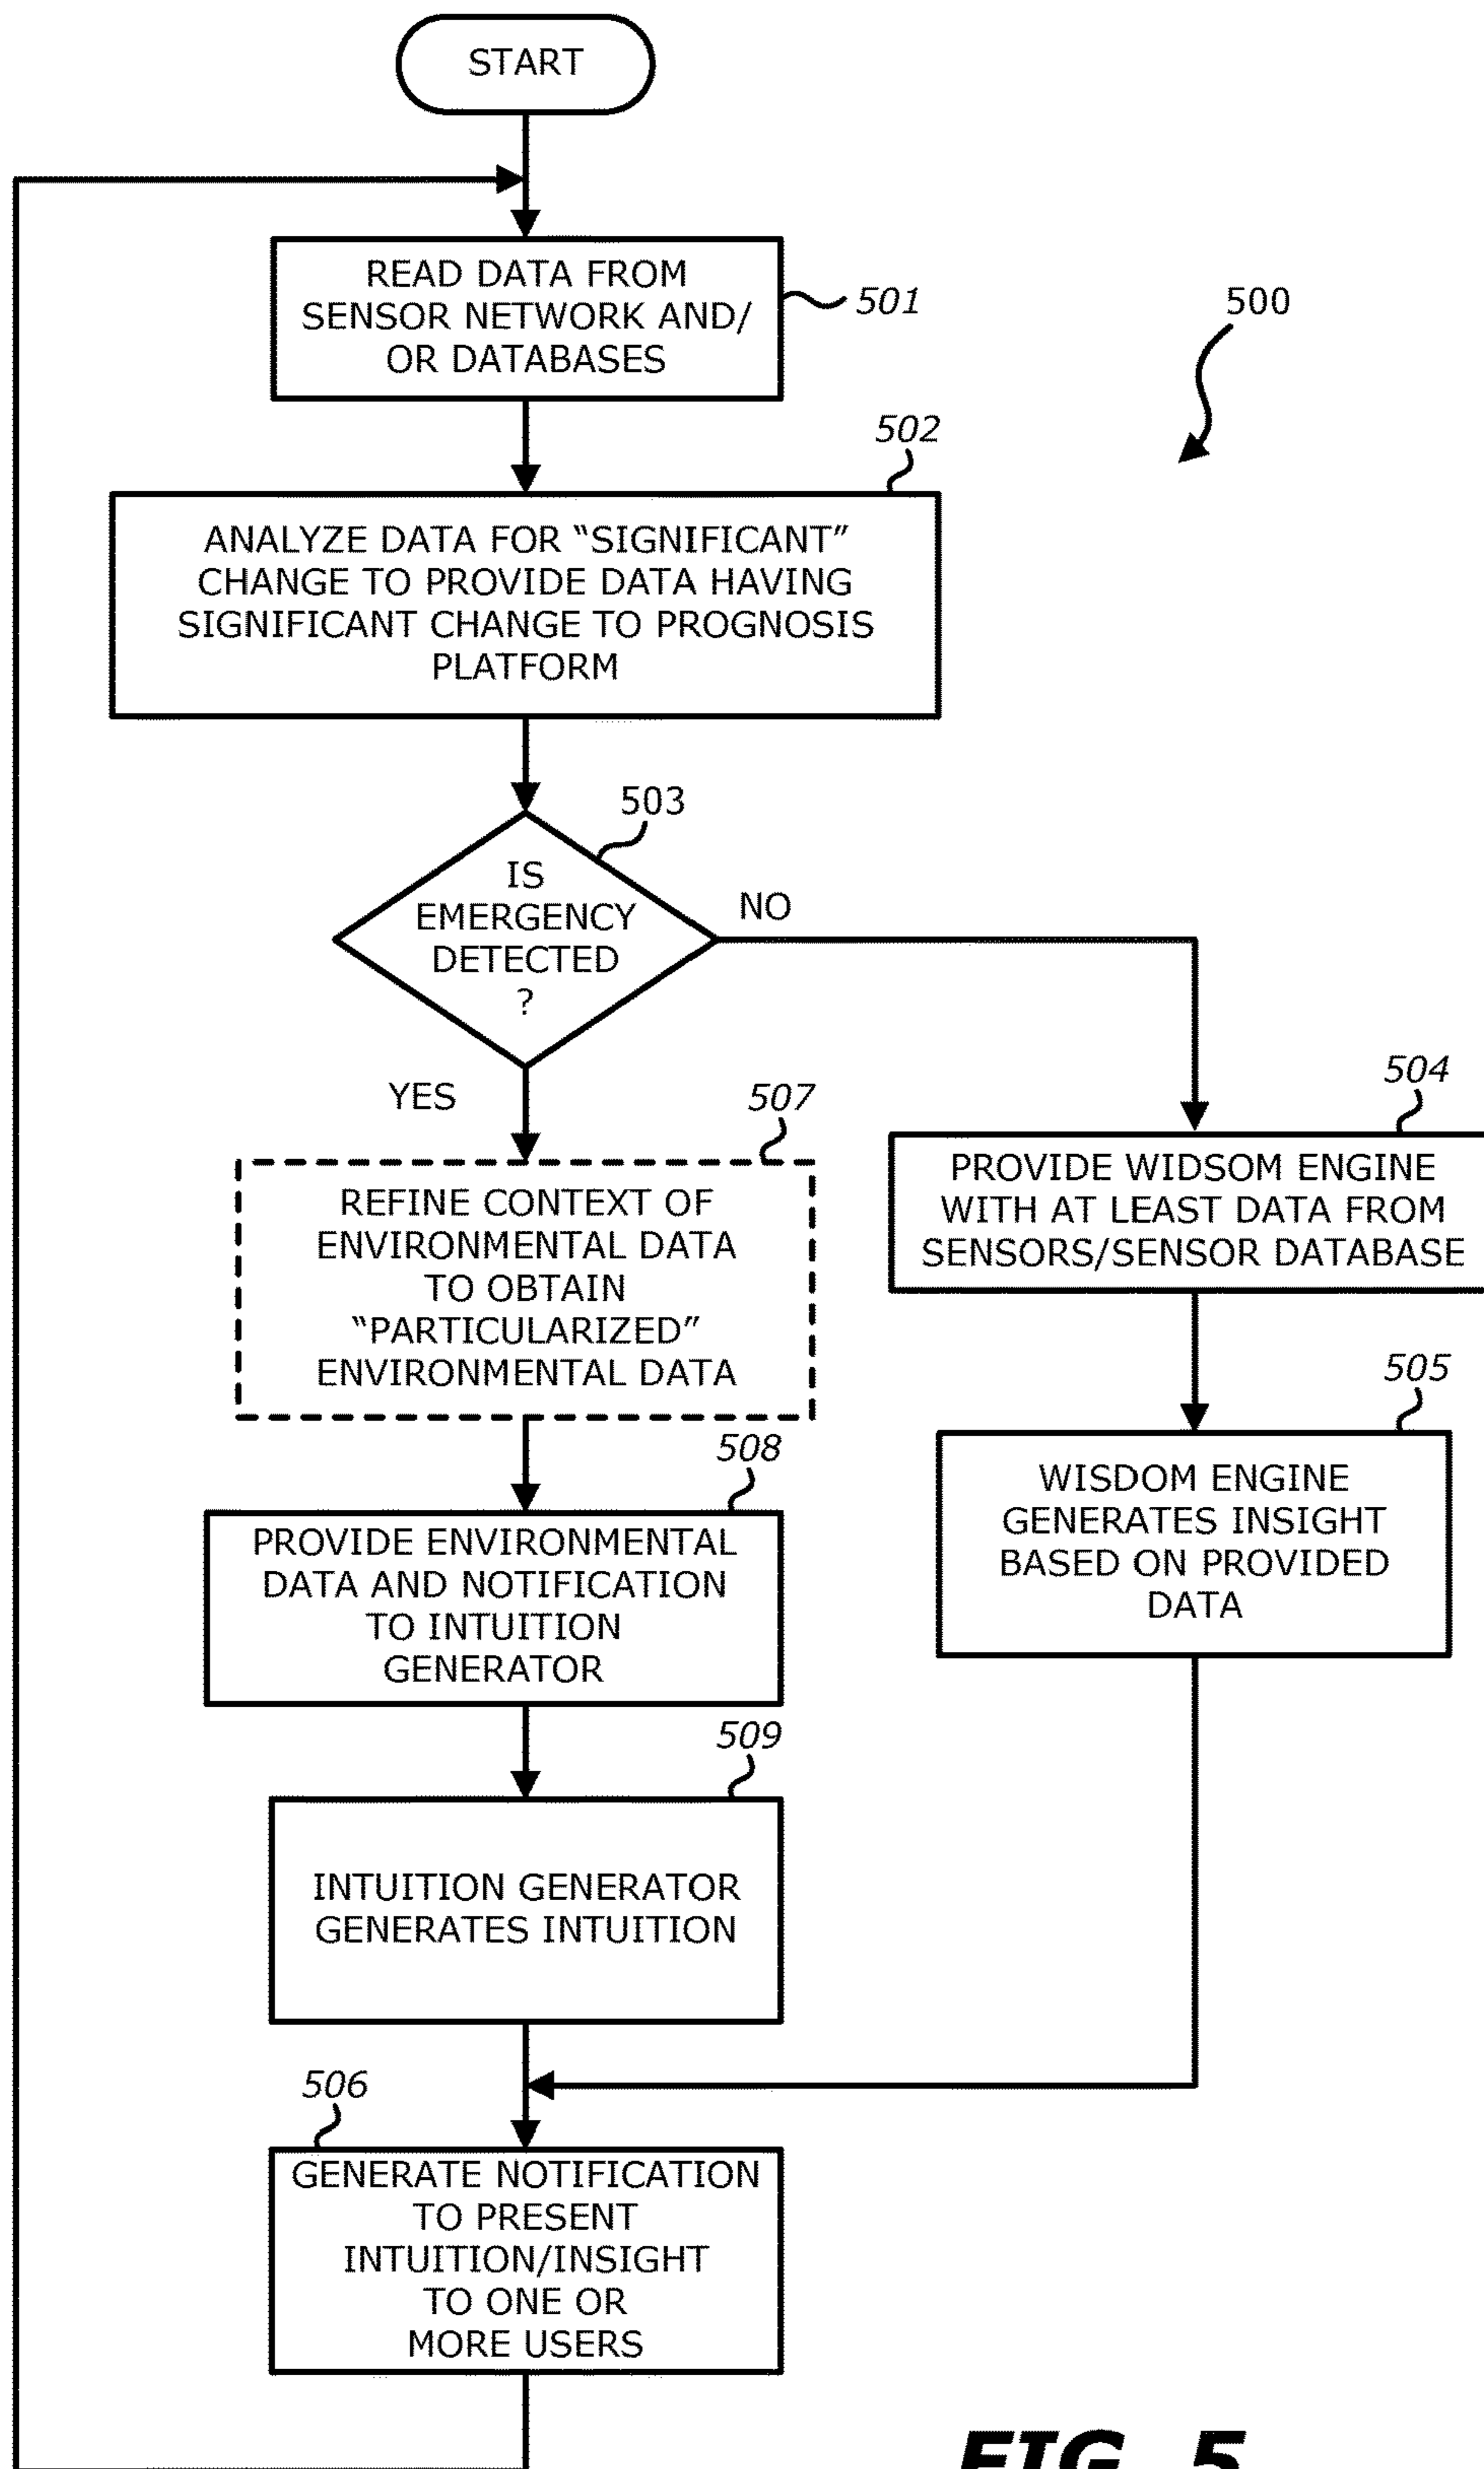 START
READ DATA FROM
SENSOR NETWORK AND/
OR DATABASES
501
500
502
ANALYZE DATA FOR “SIGNIFICANT”
CHANGE TO PROVIDE DATA HAVING
SIGNIFICANT CHANGE TO PROGNOSIS
PLATFORM
503
IS
EMERGENCY
DETECTED
?
NO
YES
507
REFINE CONTEXT OF
ENVIRONMENTAL DATA
TO OBTAIN
“PARTICULARIZED”
ENVIRONMENTAL DATA
504
PROVIDE WIDSOM ENGINE
WITH AT LEAST DATA FROM
SENSORS/SENSOR DATABASE
505
WISDOM ENGINE
GENERATES INSIGHT
BASED ON PROVIDED
DATA
508
PROVIDE ENVIRONMENTAL
DATA AND NOTIFICATION
TO INTUITION
GENERATOR
509
INTUITION GENERATOR
GENERATES INTUITION
506
GENERATE NOTIFICATION
TO PRESENT
INTUITION/INSIGHT
TO ONE OR
MORE USERS
FIG. 5